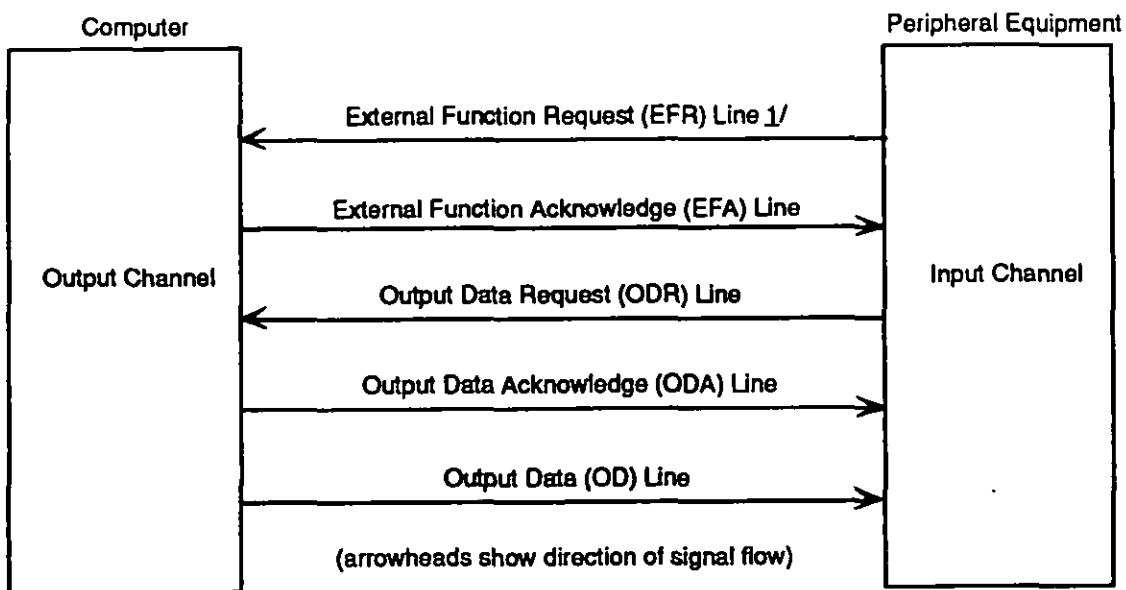 Computer
Peripheral Equipment
External Function Request (EFR) Line 1/
External Function Acknowledge (EFA) Line
Output Channel
Input Channel
Output Data Request (ODR) Line
Output Data Acknowledge (ODA) Line
Output Data (OD) Line
(arrowheads show direction of signal flow)